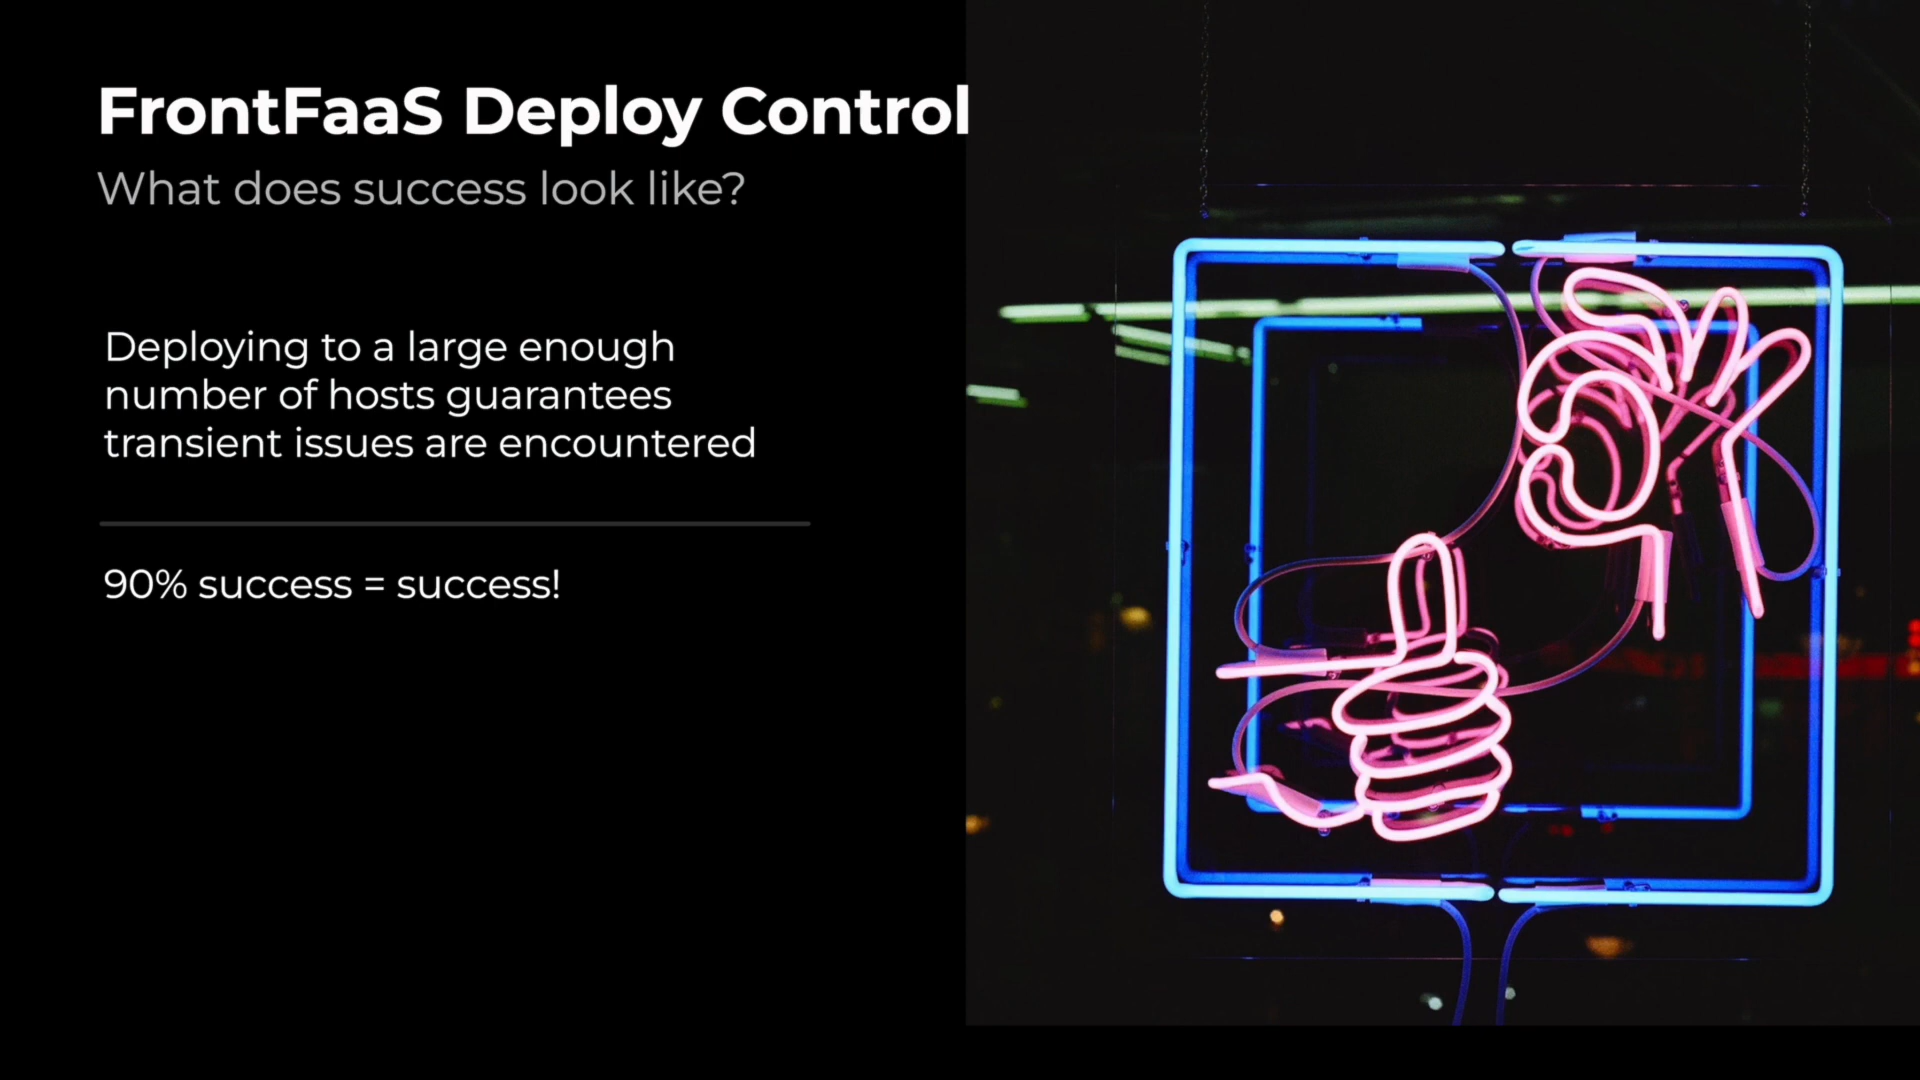 FrontFaaS Deploy Control
What does success look like?
Deploying to a large enough
number of hosts guarantees
transient issues are encountered
90% success = success!